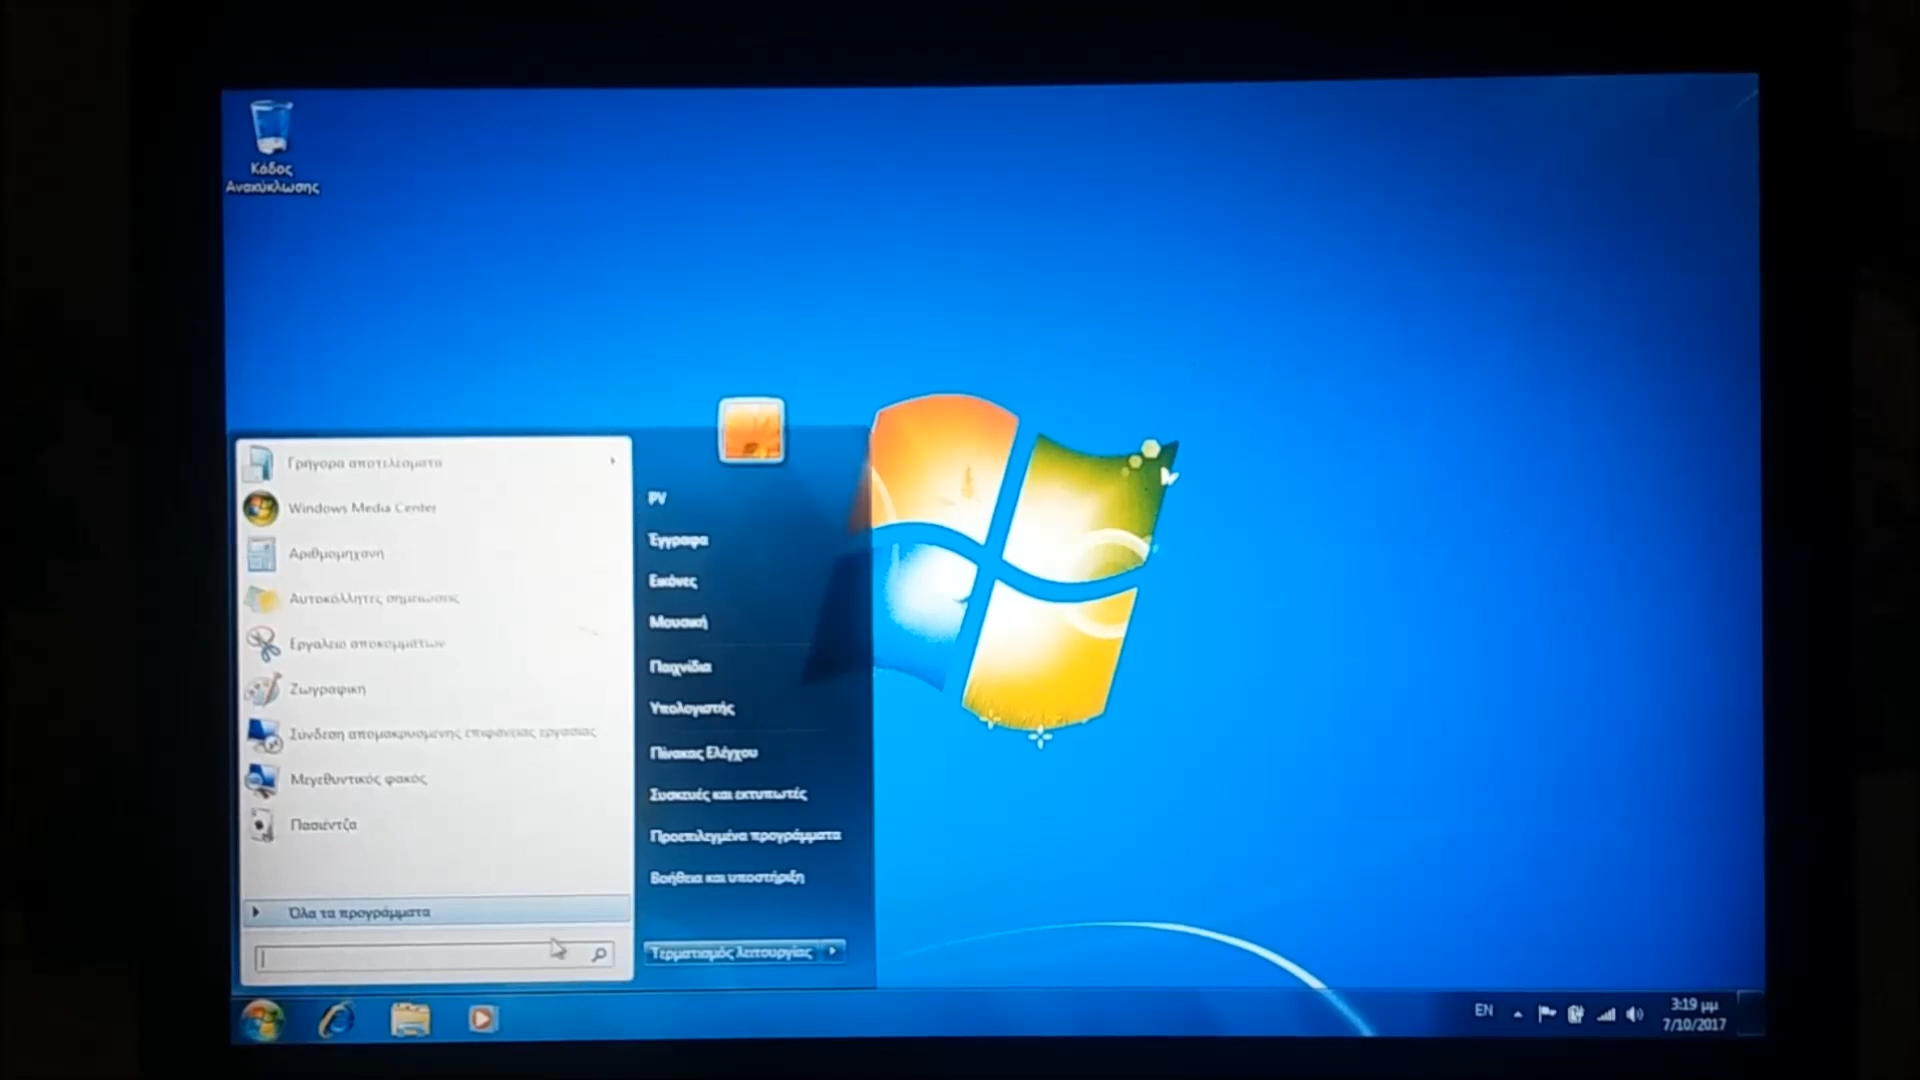 Κάδος
Ανακύκλωσης
Γρήγορα αποτελέσματα
Windows Media Center
Αριθμομηχανή
Αυτοκόλλητες σημειώσεις
Εργαλείο αποκομμάτων
Ζωγραφική
Σύνδεση απομακρυσμένης επιφάνειας εργασίας
Μεγεθυντικός φακός
Πασιέντζα
Όλα τα προγράμματα
PV
Έγγραφα
Εικόνες
Μουσική
Παιχνίδια
Υπολογιστής
Πίνακας Ελέγχου
Συσκευές και εκτυπωτές
Προεπιλεγμένα προγράμματα
Βοήθεια και υποστήριξη
Τερματισμός λειτουργίας
EN
3:19 μμ
7/10/2017